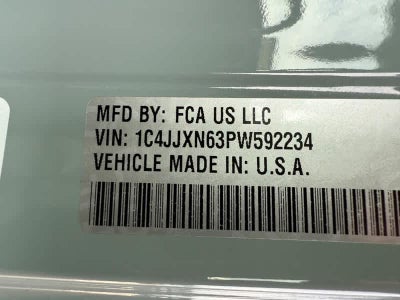 MFD BY: FCA US LLC
VIN: 1C4JJXN63PW592234
VEHICLE MADE IN: U.S.A.